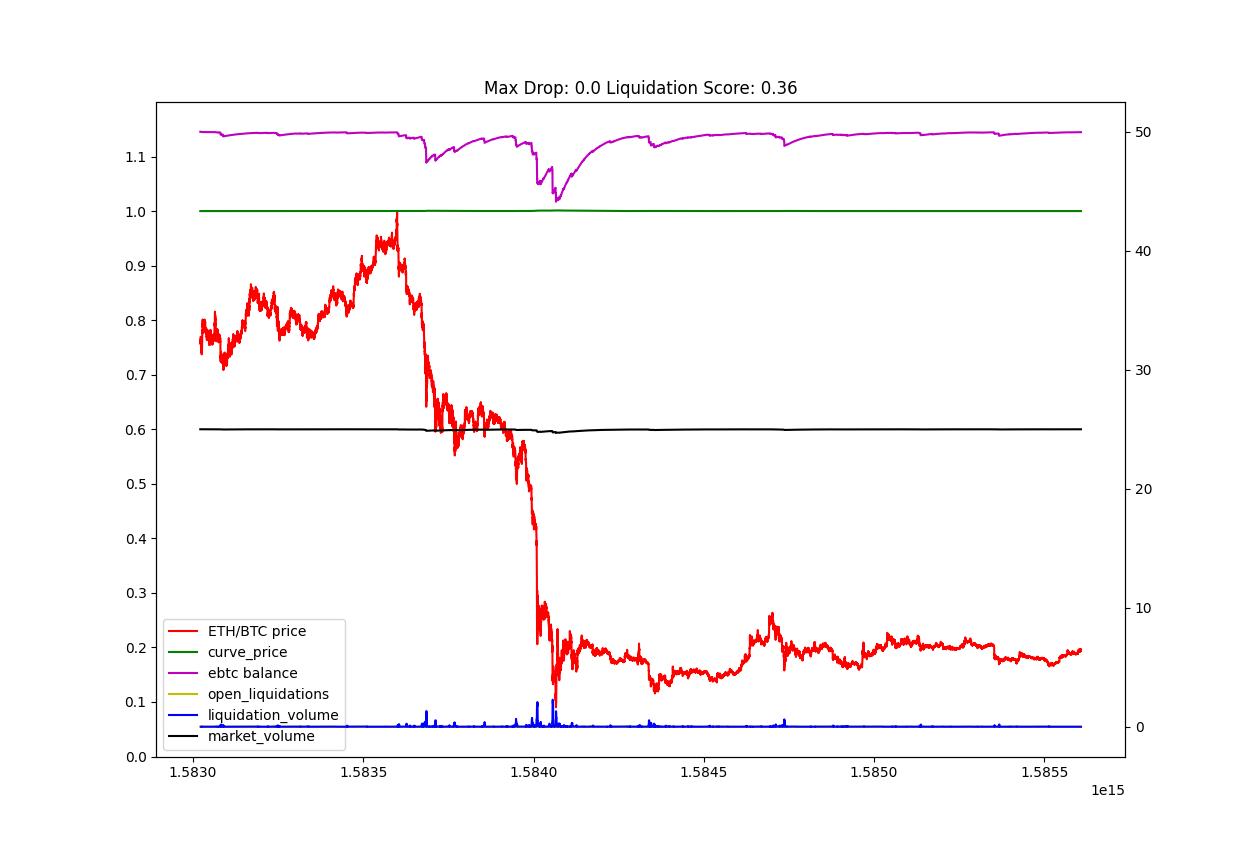 Max Drop: 0.0 Liquidation Score: 0.36
1.1
1.0
0.9
0.8
0.7
0.6
0.5
0.4
0.3
0.2
0.1
0.0
50
40
30
20
10
0
ETH/BTC price
curve_price
ebtc balance
open_liquidations
liquidation_volume
market_volume
1.5830 1.5835 1.5840 1.5845 1.5850 1.5855
1e15